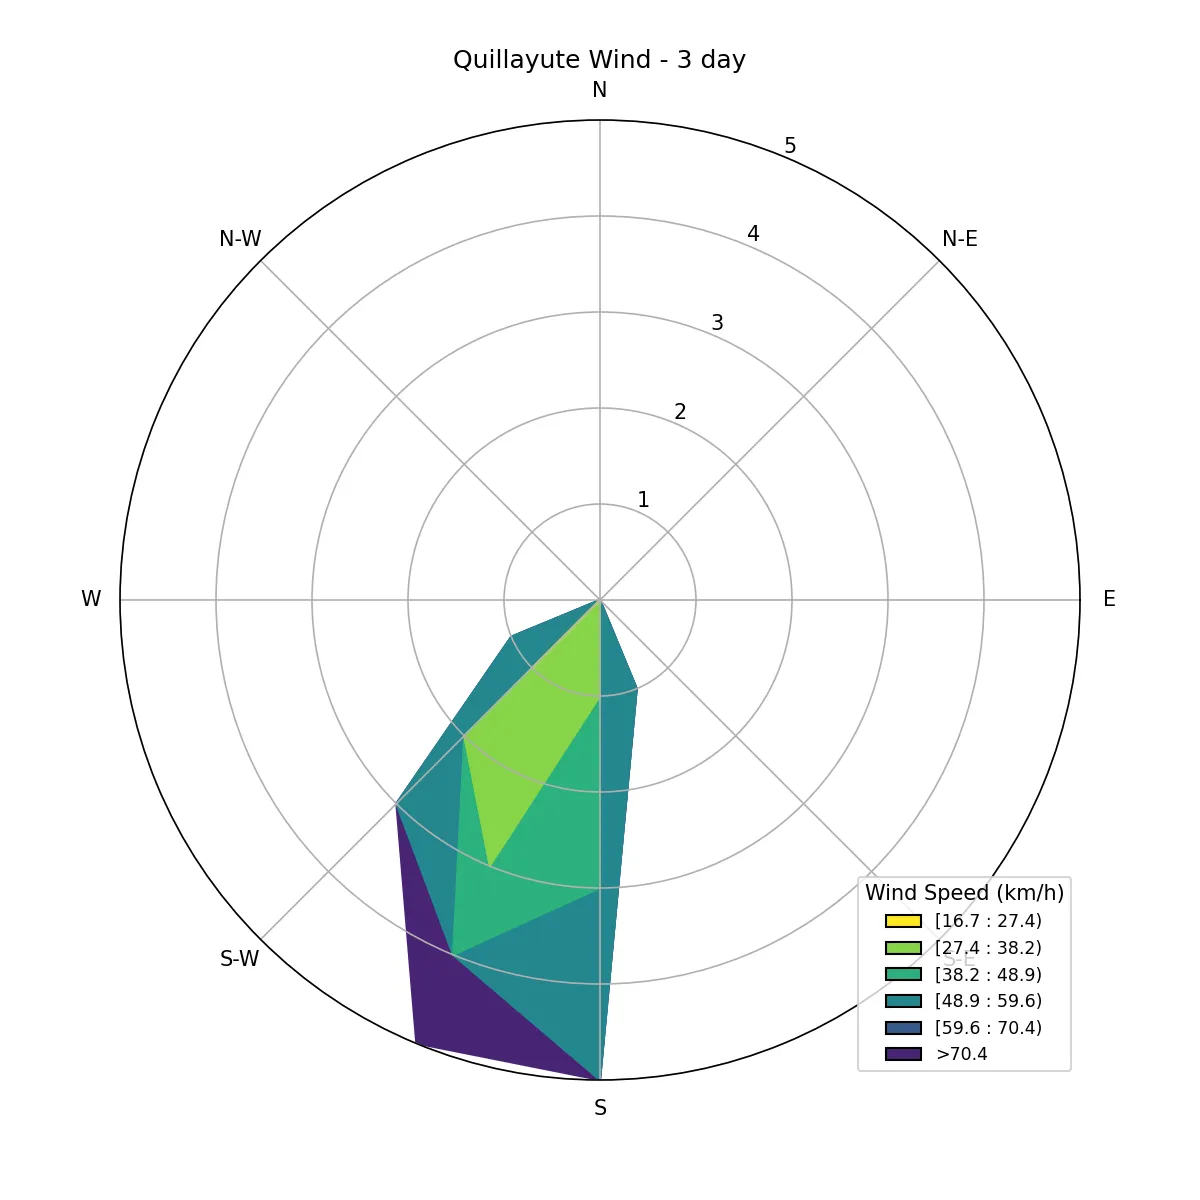 Quillayute Wind - 3 day
N
5
N-W
N-E
4
3
2
1
W
E
Wind Speed (km/h)
[16.7 : 27.4)
[27.4 : 38.2)
S-W
S-E
[38.2 : 48.9)
[48.9 : 59.6)
[59.6 : 70.4)
>70.4
S